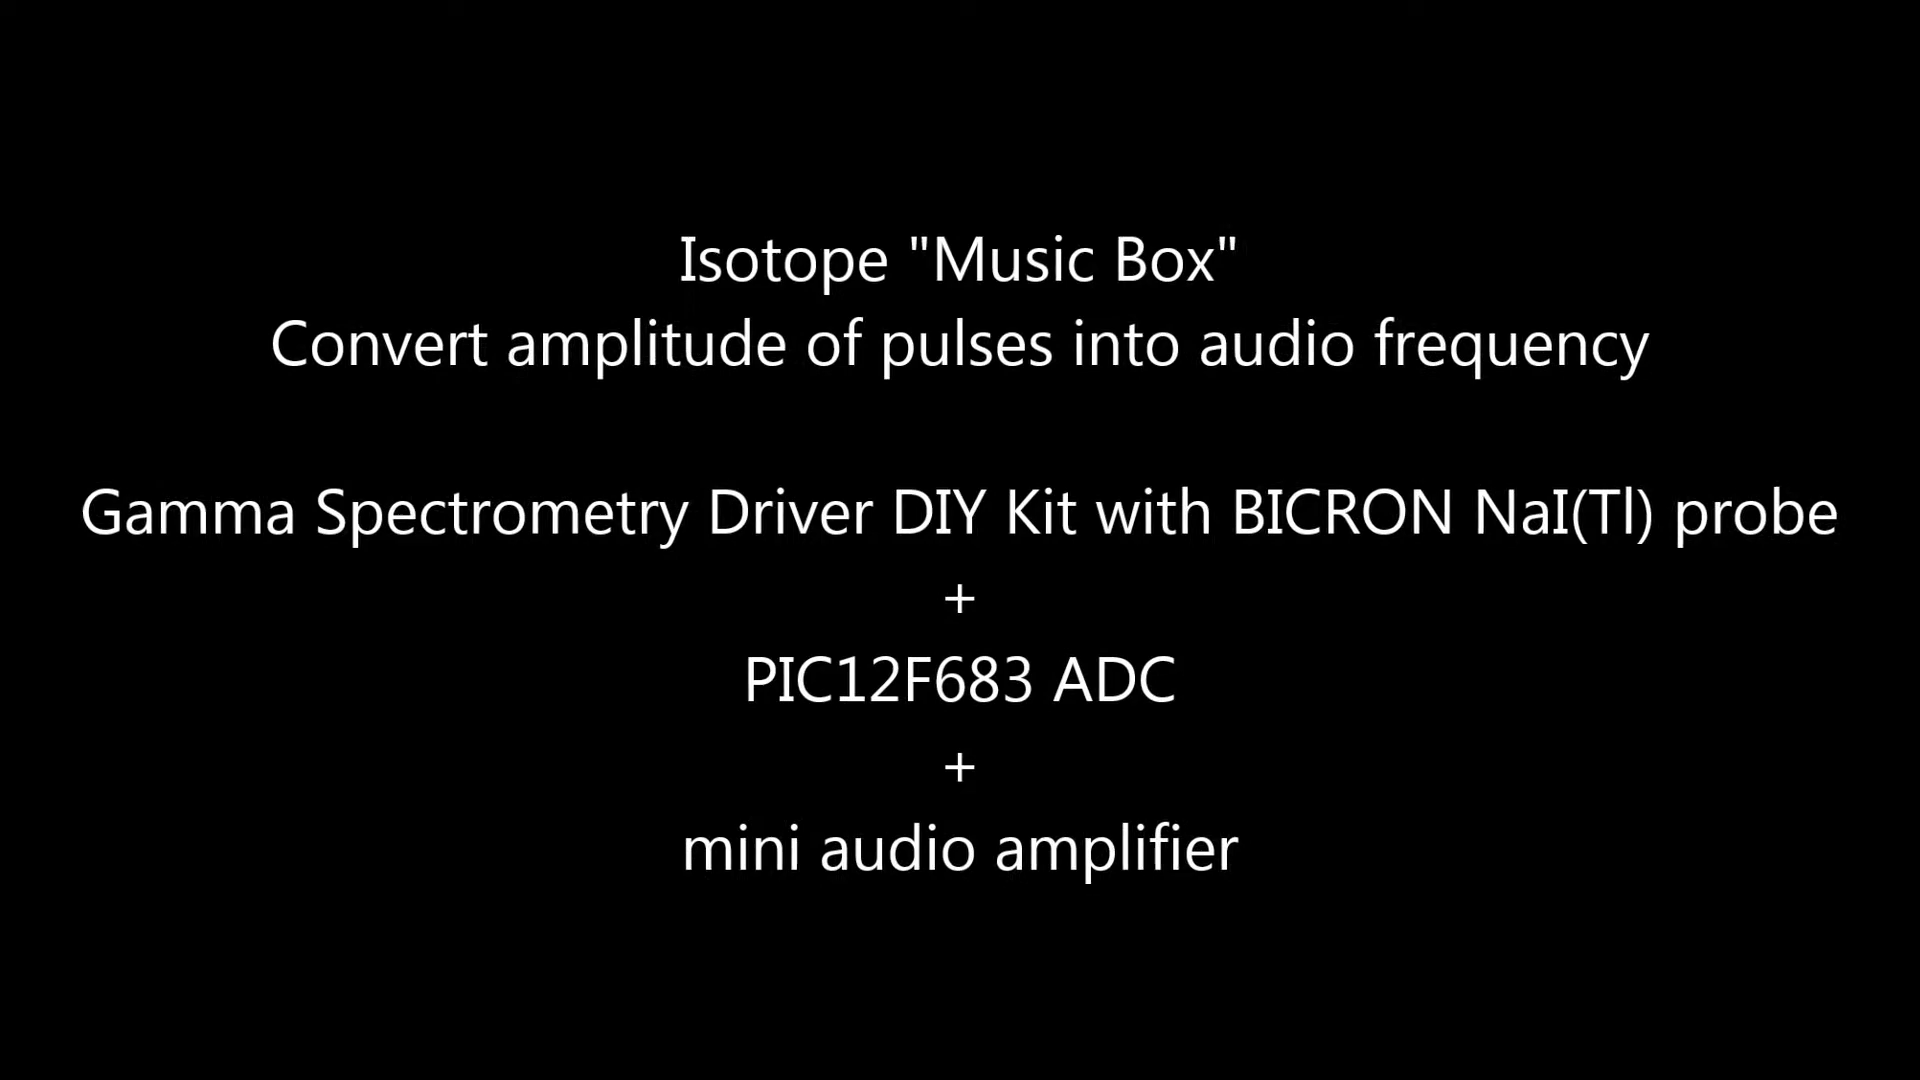 Isotope "Music Box"
Convert amplitude of pulses into audio frequency
Gamma Spectrometry Driver DIY Kit with BICRON NaI(Tl) probe
+
PIC12F683 ADC
+
mini audio amplifier